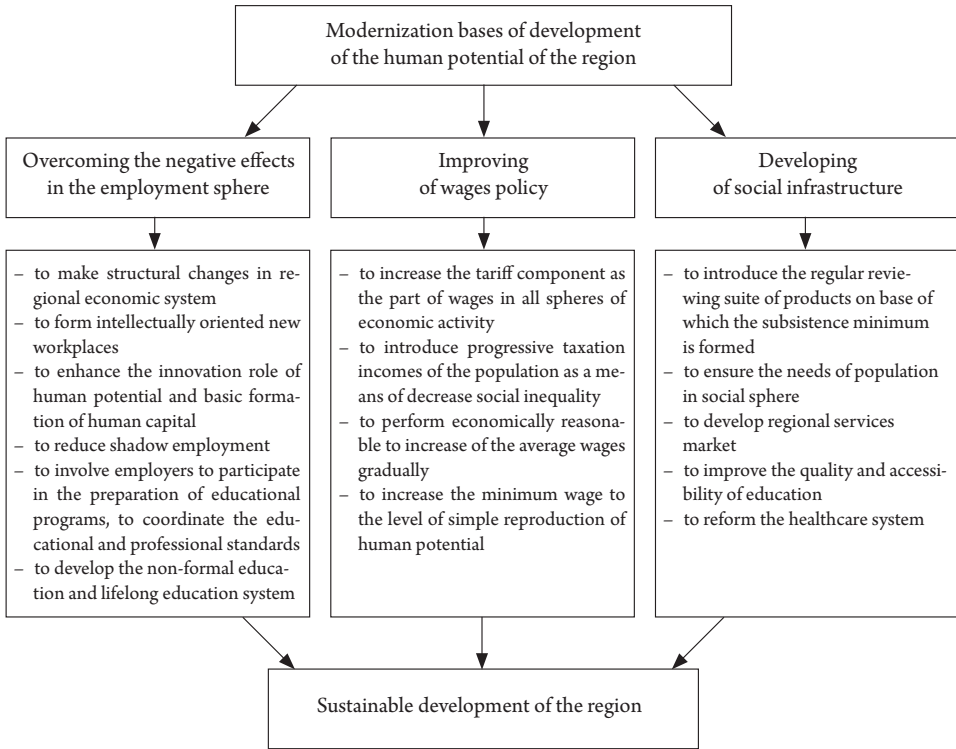 Modernization bases of development
of the human potential of the region
Overcoming the negative effects
in the employment sphere
Improving
of wages policy
Developing
of social infrastructure
– to make structural changes in re-
gional economic system
– to form intellectually oriented new
workplaces
– to enhance the innovation role of
human potential and basic forma-
tion of human capital
– to reduce shadow employment
– to involve employers to participate
in the preparation of educational
programs, to coordinate the edu-
cational and professional standards
– to develop the non-formal educa-
tion and lifelong education system
– to increase the tariff component as
the part of wages in all spheres of
economic activity
– to introduce progressive taxation
incomes of the population as a me-
ans of decrease social inequality
– to perform economically reasona-
ble to increase of the average wages
gradually
– to increase the minimum wage to
the level of simple reproduction of
human potential
– to introduce the regular revie-
wing suite of products on base of
which the subsistence minimum
is formed
– to ensure the needs of population
in social sphere
– to develop regional services
market
– to improve the quality and accessi-
bility of education
– to reform the healthcare system
Sustainable development of the region